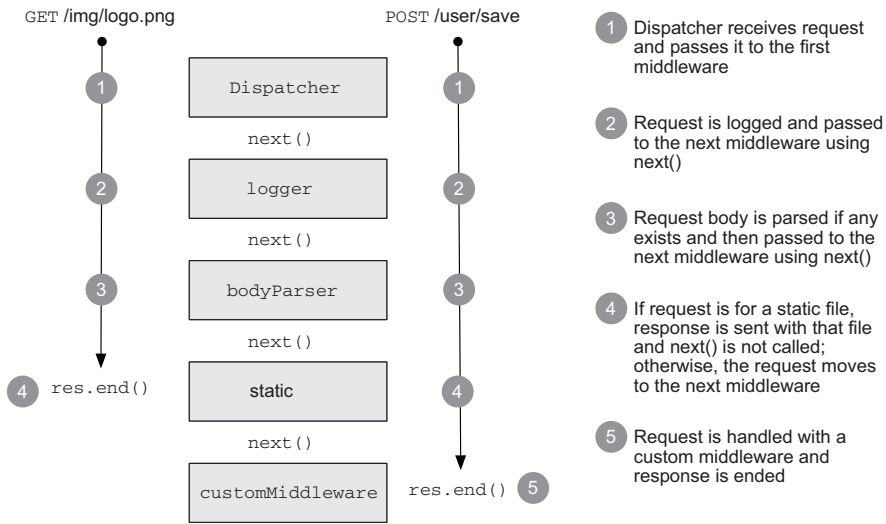 GET /img/logo.png
POST /user/save
1
1
Dispatcher
next()
2
2
logger
next()
3
3
bodyParser
next()
4
res.end()
static
4
next()
customMiddleware
res.end()
5
1
Dispatcher receives request
and passes it to the first
middleware
2
Request is logged and passed
to the next middleware using
next()
3
Request body is parsed if any
exists and then passed to the
next middleware using next()
4
If request is for a static file,
response is sent with that file
and next() is not called;
otherwise, the request moves
to the next middleware
5
Request is handled with a
custom middleware and
response is ended